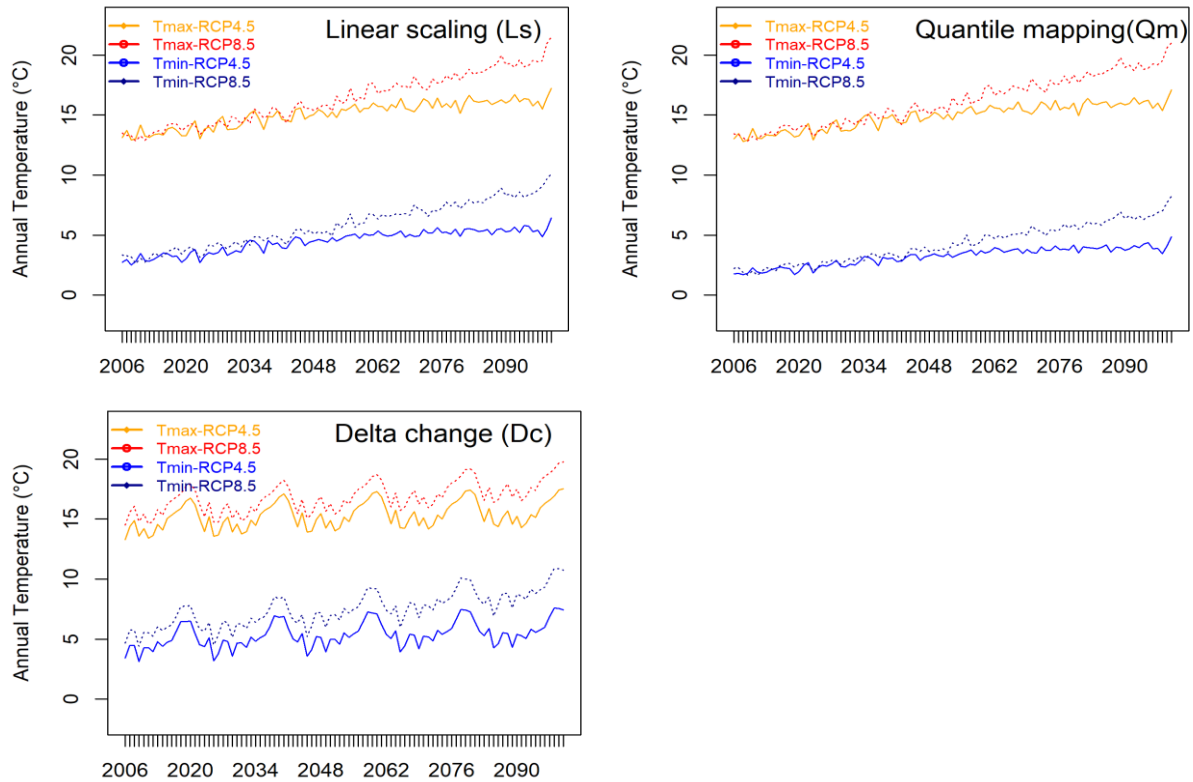 Linear scaling (Ls)
Tmax-RCP4.5
Tmax-RCP8.5
Tmin-RCP4.5
Tmin-RCP8.5
Annual Temperature (°C)
20
15
10
5
0
2006 2020 2034 2048 2062 2076 2090
Quantile mapping(Qm)
Tmax-RCP4.5
Tmax-RCP8.5
Tmin-RCP4.5
Tmin-RCP8.5
Annual Temperature (°C)
20
15
10
5
0
2006 2020 2034 2048 2062 2076 2090
Delta change (Dc)
Tmax-RCP4.5
Tmax-RCP8.5
Tmin-RCP4.5
Tmin-RCP8.5
Annual Temperature (°C)
20
15
10
5
0
2006 2020 2034 2048 2062 2076 2090